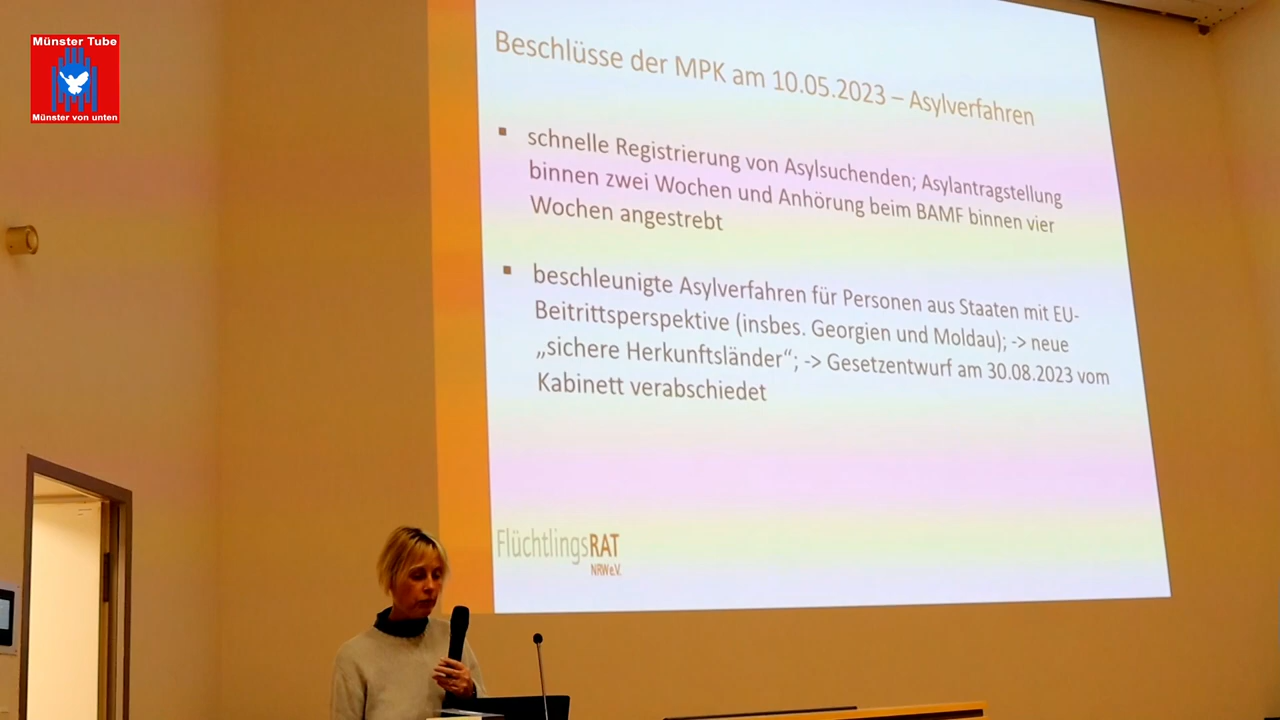 Münster Tube
Münster von unten
Beschlüsse der MPK am 10.05.2023 – Asylverfahren
▪ schnelle Registrierung von Asylsuchenden; Asylantragstellung
binnen zwei Wochen und Anhörung beim BAMF binnen vier
Wochen angestrebt
▪ beschleunigte Asylverfahren für Personen aus Staaten mit EU-
Beitrittsperspektive (insbes. Georgien und Moldau); -> neue
„sichere Herkunftsländer“; -> Gesetzentwurf am 30.08.2023 vom
Kabinett verabschiedet
FlüchtlingsRAT
NRW e.V.